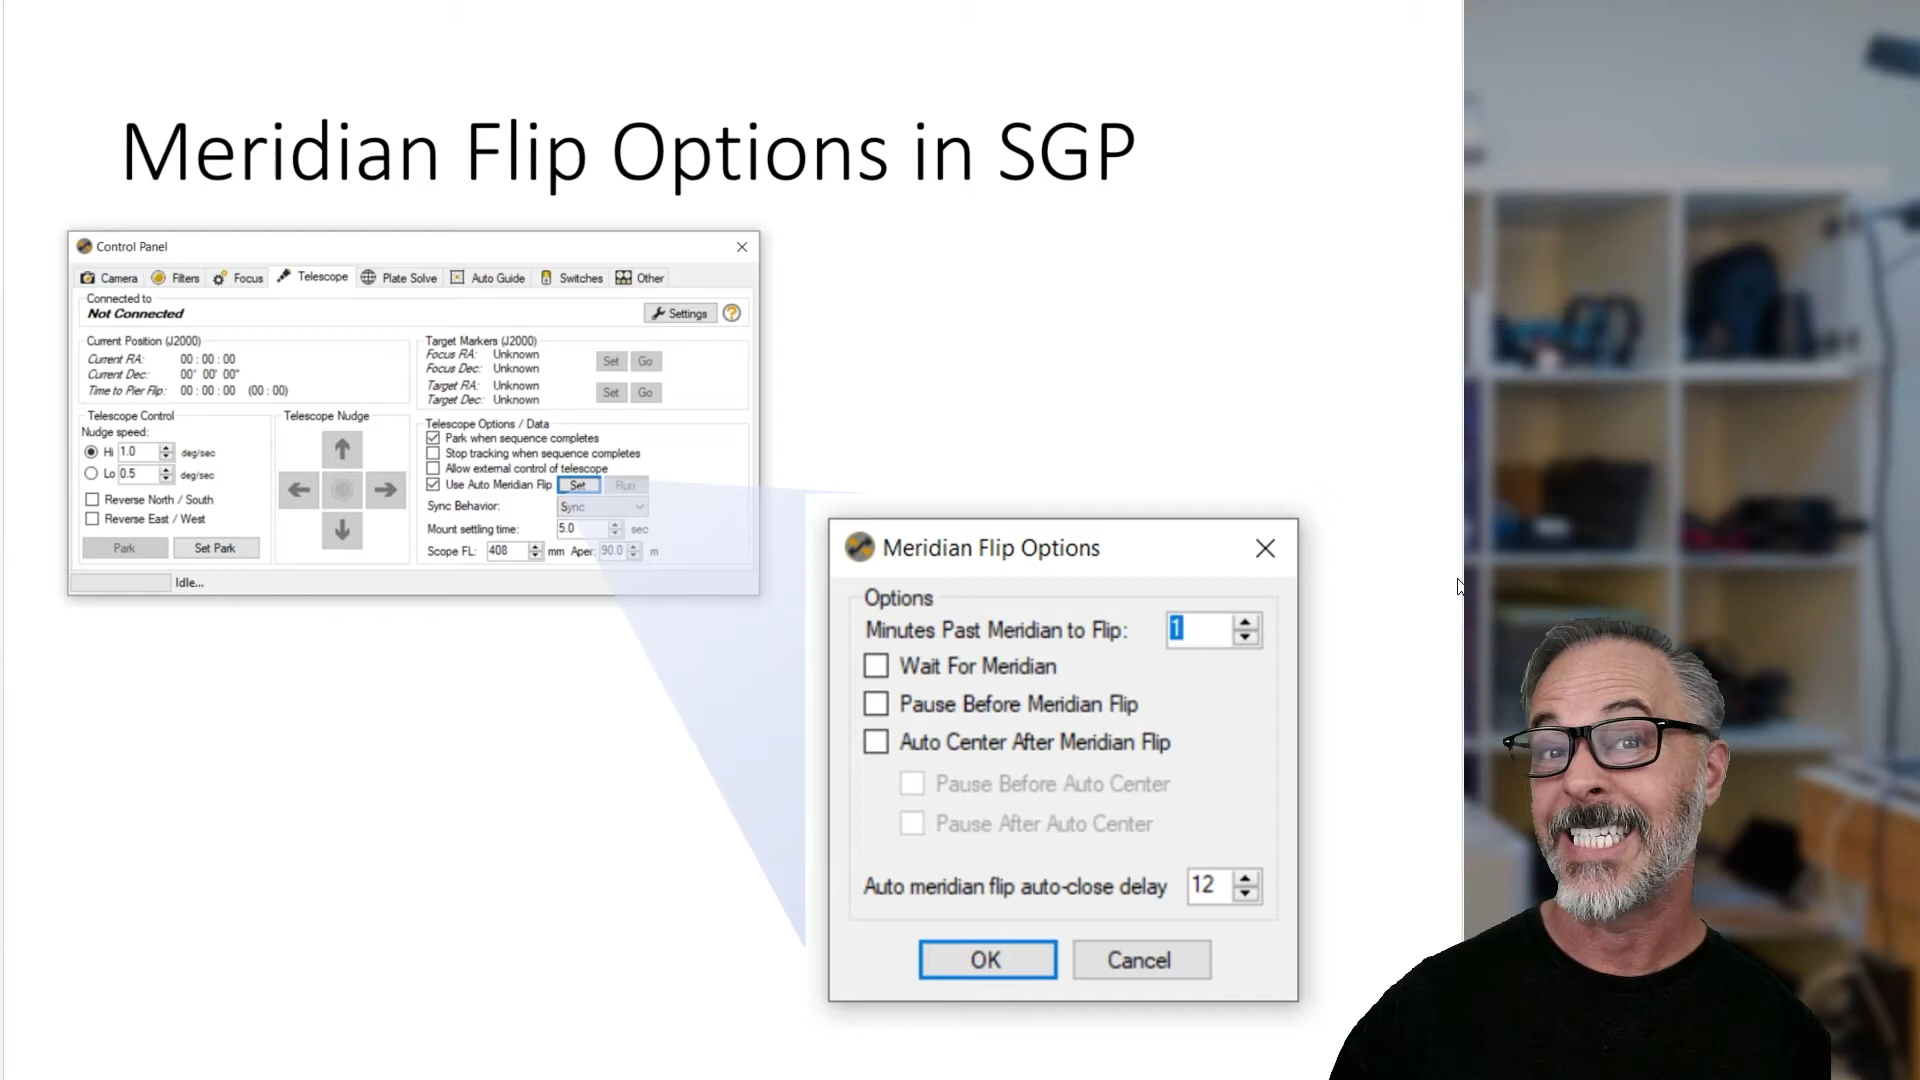 Meridian Flip Options in SGP
Control Panel
Camera Filters Focus Telescope Plate Solve Auto Guide Switches Other
Connected to
Not Connected
Settings
Current Position (J2000)
Current RA: 00 : 00 : 00
Current Dec: 00° 00' 00"
Time to Pier Flip: 00 : 00 : 00 (00 : 00)
Target Markers (J2000)
Focus RA: Unknown
Focus Dec: Unknown
Set Go
Target RA: Unknown
Target Dec: Unknown
Set Go
Telescope Control
Nudge speed:
Hi 1.0 deg/sec
Lo 0.5 deg/sec
Reverse North / South
Reverse East / West
Park Set Park
Telescope Nudge
Telescope Options / Data
Park when sequence completes
Stop tracking when sequence completes
Allow external control of telescope
Use Auto Meridian Flip Set Run
Sync Behavior: Sync
Mount settling time: 5.0 sec
Scope FL: 408 mm Aper: 90.0 m
Idle...
Meridian Flip Options
Options
Minutes Past Meridian to Flip: 1
Wait For Meridian
Pause Before Meridian Flip
Auto Center After Meridian Flip
Pause Before Auto Center
Pause After Auto Center
Auto meridian flip auto-close delay 12
OK Cancel